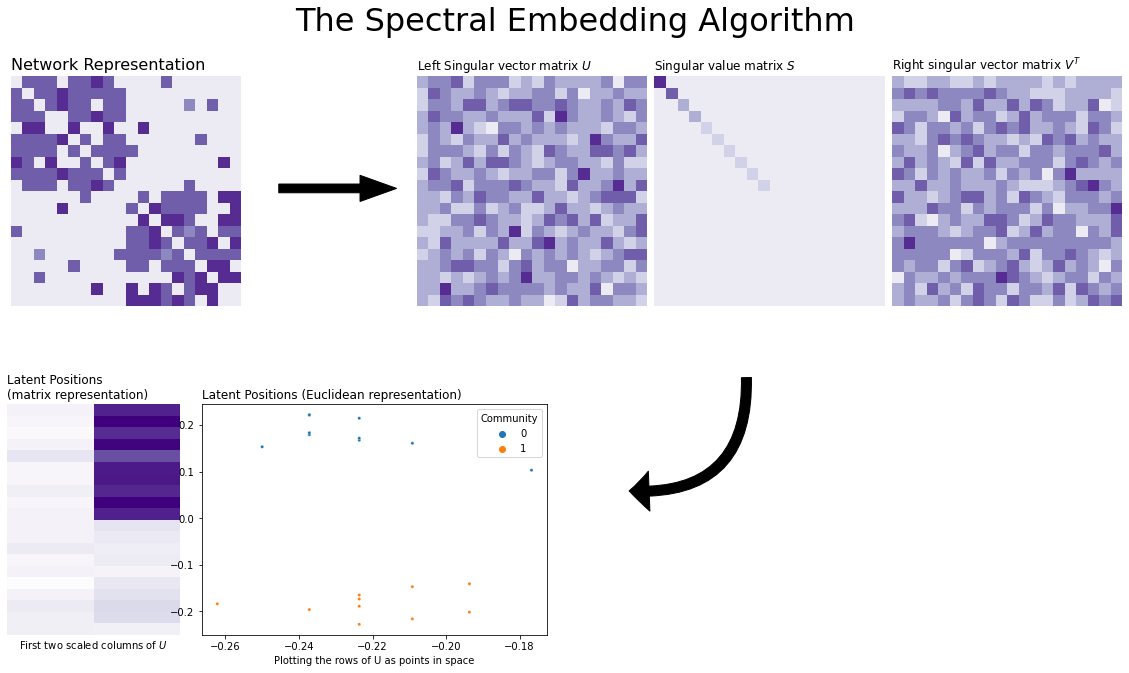 The Spectral Embedding Algorithm
Network Representation
Left Singular vector matrix U
Singular value matrix S
Right singular vector matrix V^T
Latent Positions
(matrix representation)
First two scaled columns of U
Latent Positions (Euclidean representation)
Community
0
1
0.2
0.1
0.0
−0.1
−0.2
−0.26
−0.24
−0.22
−0.20
−0.18
Plotting the rows of U as points in space